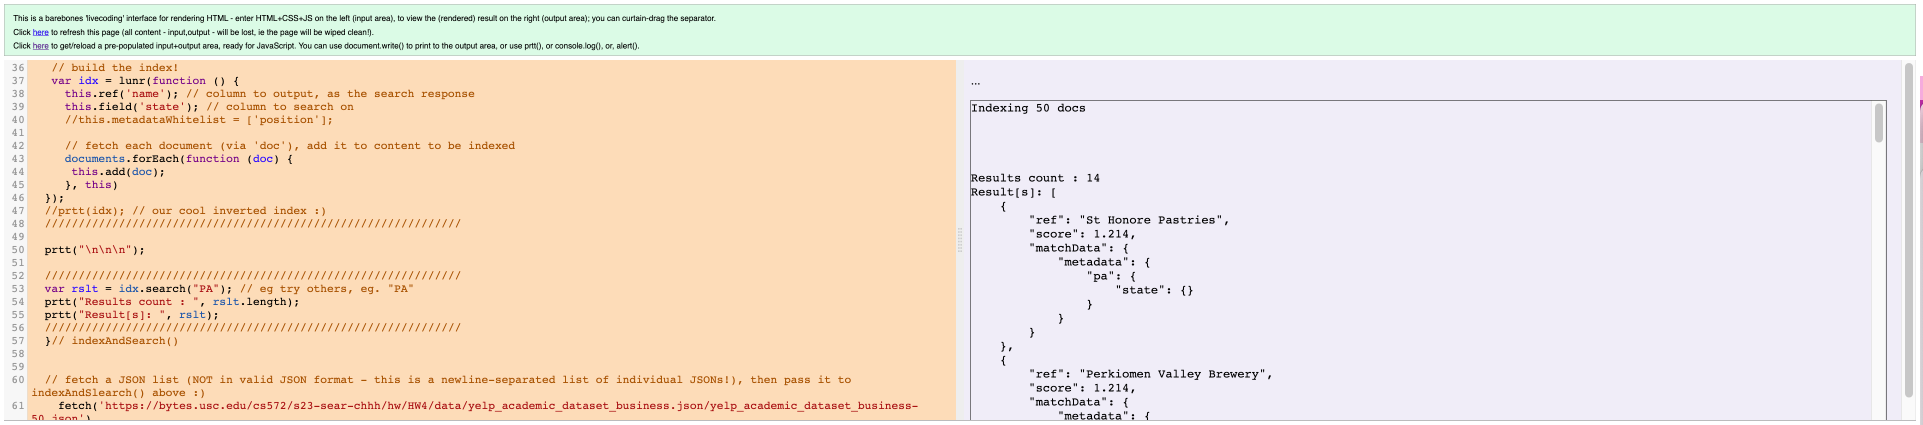 This is a barebones 'livecoding' interface for rendering HTML - enter HTML+CSS+JS on the left (input area), to view the (rendered) result on the right (output area); you can curtain-drag the separator.
Click here to refresh this page (all content - input,output - will be lost, ie the page will be wiped clean!).
Click here to get/reload a pre-populated input+output area, ready for JavaScript. You can use document.write() to print to the output area, or use prtt(), or console.log(), or, alert().
36 // build the index!
37 var idx = lunr(function () {
38 this.ref('name'); // column to output, as the search response
39 this.field('state'); // column to search on
40 //this.metadataWhitelist = ['position'];
41
42 // fetch each document (via 'doc'), add it to content to be indexed
43 documents.forEach(function (doc) {
44 this.add(doc);
45 }, this)
46 });
47 //prtt(idx); // our cool inverted index :)
48 //////////////////////////////////////////////////////////////
49
50 prtt("\n\n\n");
51
52 //////////////////////////////////////////////////////////////
53 var rslt = idx.search("PA"); // eg try others, eg. "PA"
54 prtt("Results count : ", rslt.length);
55 prtt("Result[s]: ", rslt);
56 //////////////////////////////////////////////////////////////
57 }// indexAndSearch()
58
59
60 // fetch a JSON list (NOT in valid JSON format - this is a newline-separated list of individual JSONs!), then pass it to
indexAndSlearch() above :)
61 fetch('https://bytes.usc.edu/cs572/s23-sear-chhh/hw/HW4/data/yelp_academic_dataset_business.json/yelp_academic_dataset_business-
50.json')
...
Indexing 50 docs
Results count : 14
Result[s]: [
{
"ref": "St Honore Pastries",
"score": 1.214,
"matchData": {
"metadata": {
"pa": {
"state": {}
}
}
}
},
{
"ref": "Perkiomen Valley Brewery",
"score": 1.214,
"matchData": {
"metadata": {